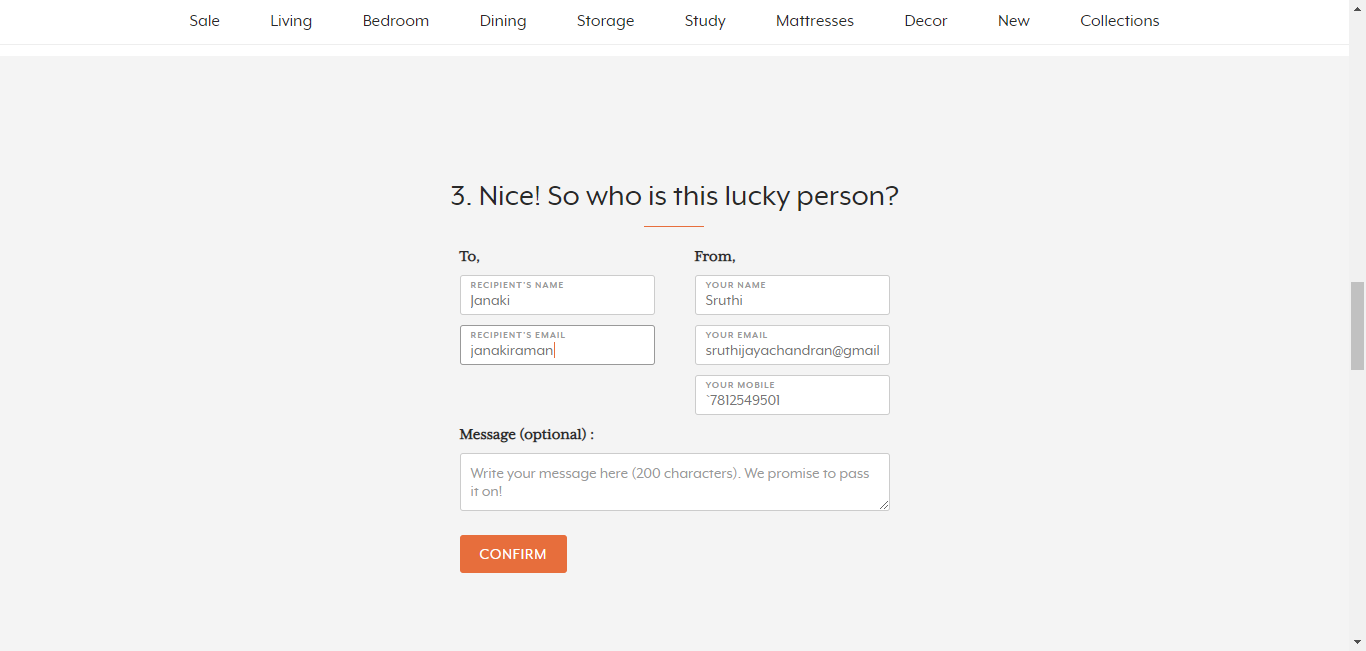 Sale Living Bedroom Dining Storage Study Mattresses Decor New Collections
3. Nice! So who is this lucky person?
To,
RECIPIENT'S NAME
Janaki
RECIPIENT'S EMAIL
janakiraman
From,
YOUR NAME
Sruthi
YOUR EMAIL
sruthijayachandran@gmail
YOUR MOBILE
`7812549501
Message (optional) :
Write your message here (200 characters). We promise to pass
it on!
CONFIRM